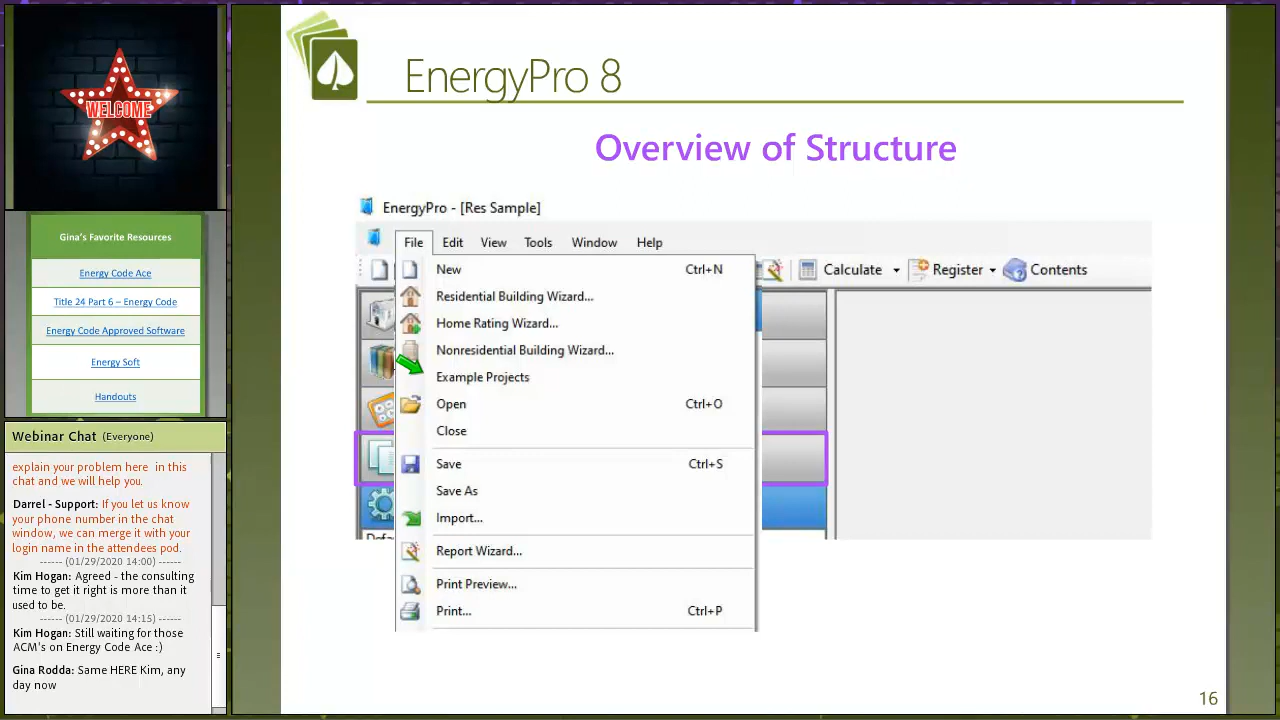 WELCOME
Gina's Favorite Resources
Energy Code Ace
Title 24 Part 6 – Energy Code
Energy Code Approved Software
Energy Soft
Handouts
Webinar Chat (Everyone)
explain your problem here in this
chat and we will help you.
Darrel - Support: If you let us know
your phone number in the chat
window, we can merge it with your
login name in the attendees pod.
------ (01/29/2020 14:00) ------
Kim Hogan: Agreed - the consulting
time to get it right is more than it
used to be.
------ (01/29/2020 14:15) ------
Kim Hogan: Still waiting for those
ACM's on Energy Code Ace :)
Gina Rodda: Same HERE Kim, any
day now
EnergyPro 8
Overview of Structure
EnergyPro - [Res Sample]
File Edit View Tools Window Help
Calculate Register Contents
New Ctrl+N
Residential Building Wizard...
Home Rating Wizard...
Nonresidential Building Wizard...
Example Projects
Open Ctrl+O
Close
Save Ctrl+S
Save As
Import...
Report Wizard...
Print Preview...
Print... Ctrl+P
16